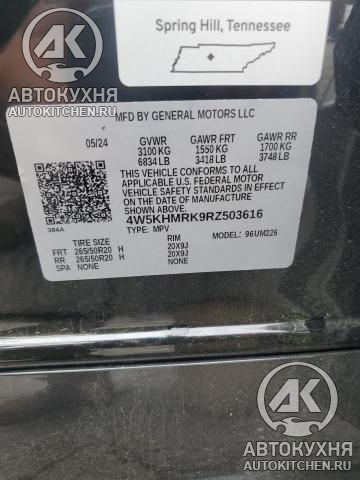 Spring Hill, Tennessee
AK
АВТОКУХНЯ
AUTOKITCHEN.RU
MFD BY GENERAL MOTORS LLC
05/24 GVWR GAWR FRT GAWR RR
3100 KG 1550 KG 1700 KG
6834 LB 3418 LB 3748 LB
THIS VEHICLE CONFORMS TO ALL
APPLICABLE U.S. FEDERAL MOTOR
VEHICLE SAFETY STANDARDS IN EFFECT
ON THE DATE OF MANUFACTURE
SHOWN ABOVE.
4W5KHMRK9RZ503616
384A TYPE: MPV MODEL: 96UM226
TIRE SIZE RIM
FRT 265/50R20 H 20X9J
RR 265/50R20 H 20X9J
SPA NONE NONE
AK
АВТОКУХНЯ
AUTOKITCHEN.RU